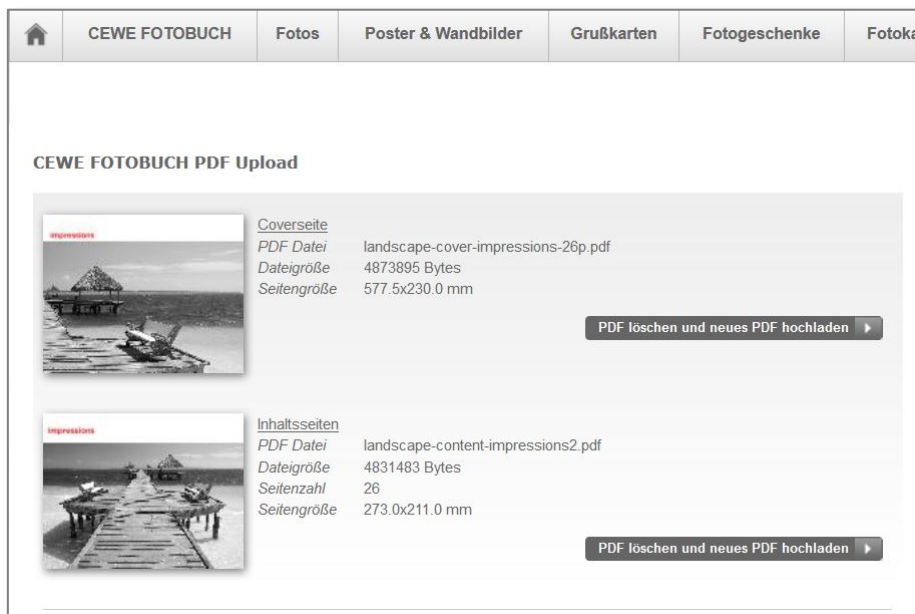 CEWE FOTOBUCH Fotos Poster & Wandbilder Grußkarten Fotogeschenke
CEWE FOTOBUCH PDF Upload
impressions
Coverseite
PDF Datei landscape-cover-impressions-26p.pdf
Dateigröße 4873895 Bytes
Seitengröße 577.5x230.0 mm
PDF löschen und neues PDF hochladen
impressions
Inhaltsseiten
PDF Datei landscape-content-impressions2.pdf
Dateigröße 4831483 Bytes
Seitenzahl 26
Seitengröße 273.0x211.0 mm
PDF löschen und neues PDF hochladen